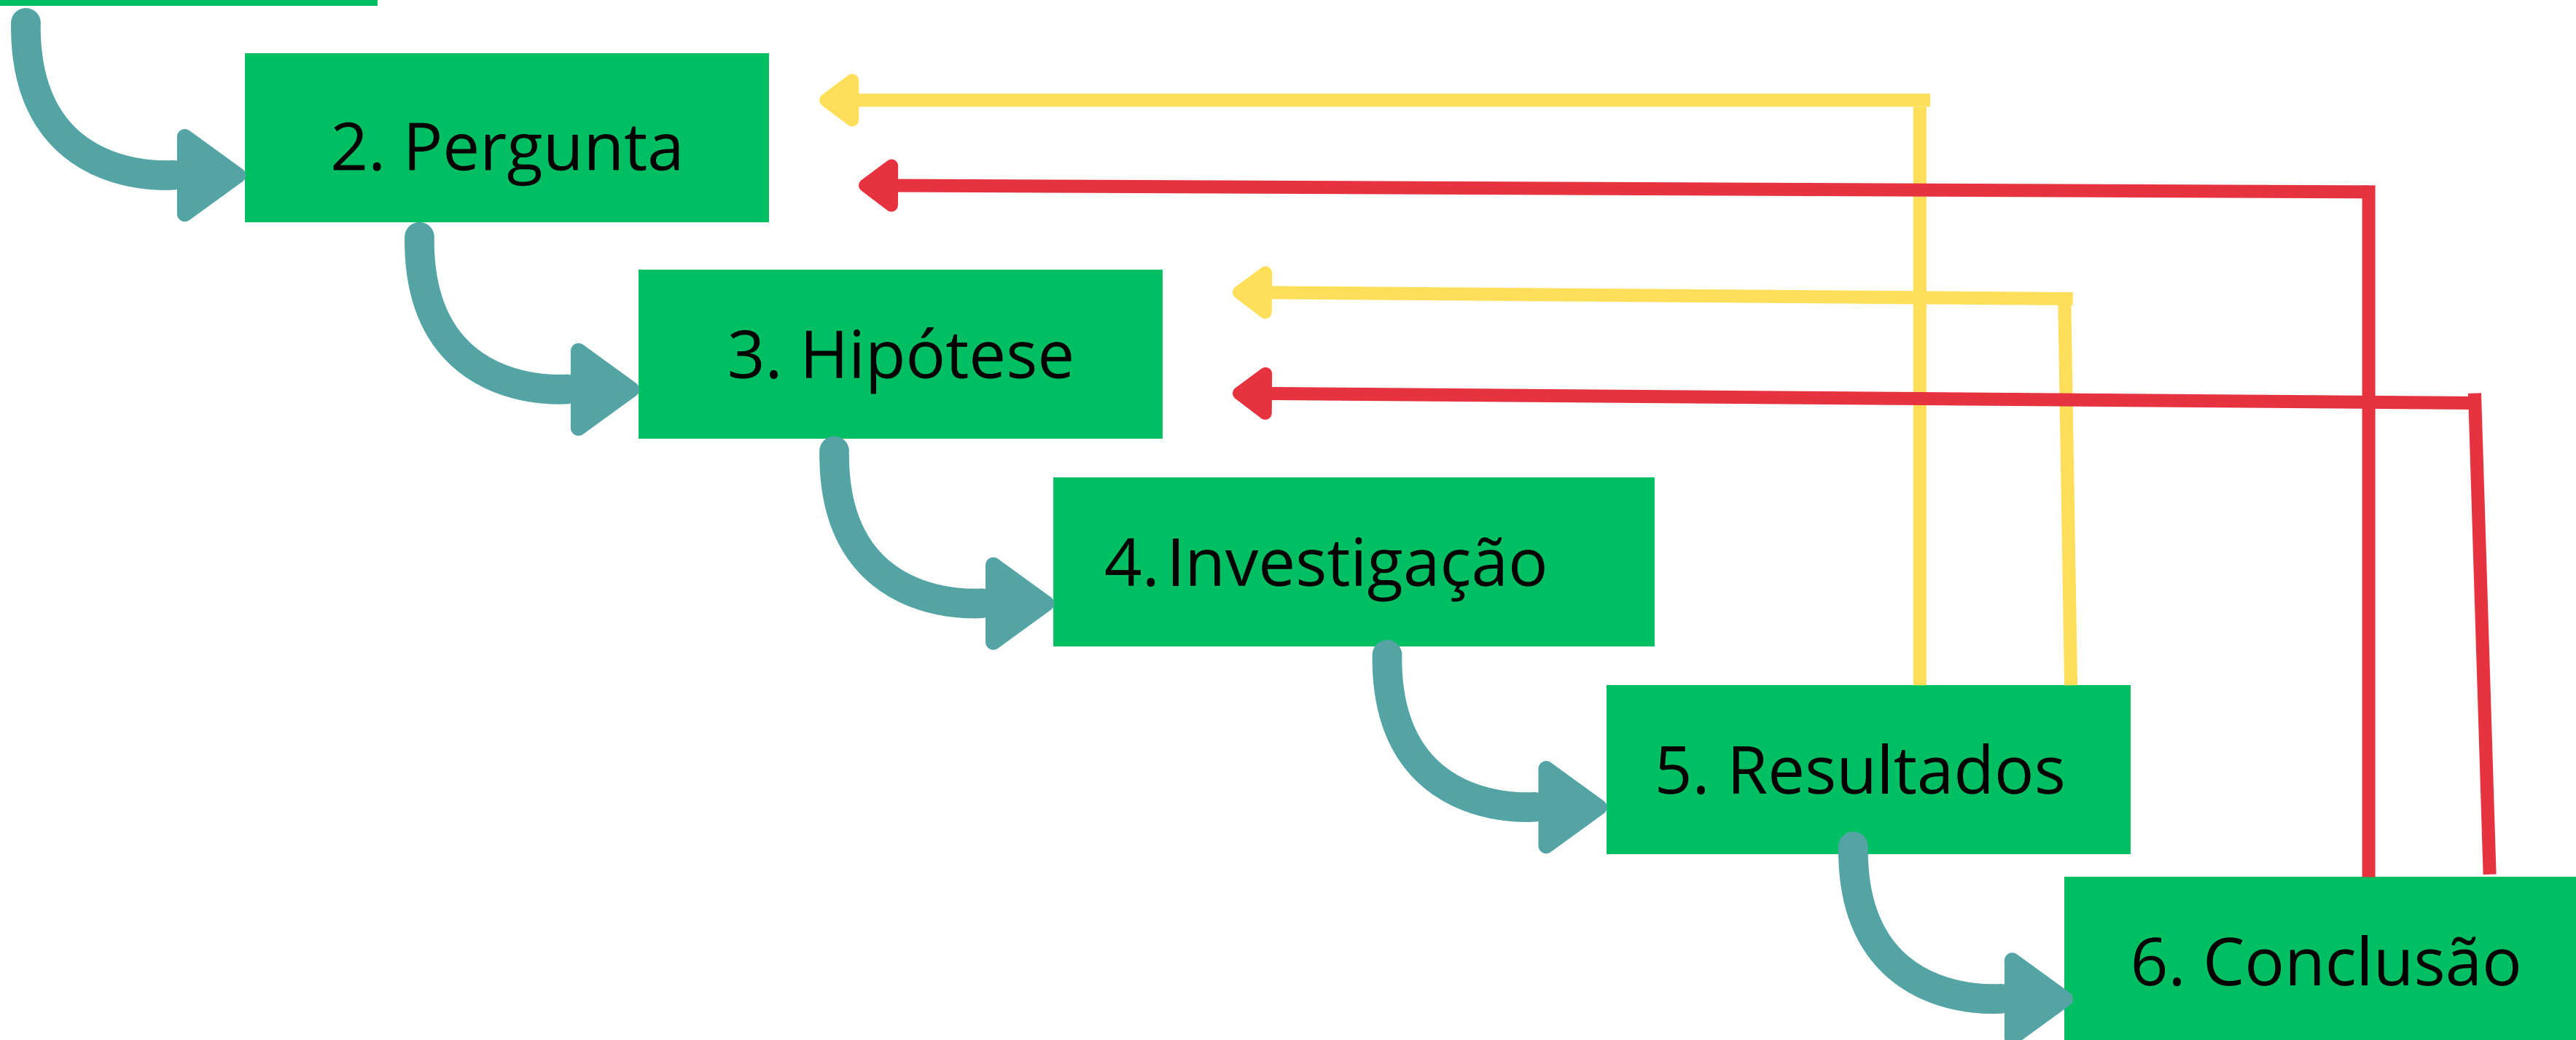 2. Pergunta
3. Hipótese
4. Investigação
5. Resultados
6. Conclusão